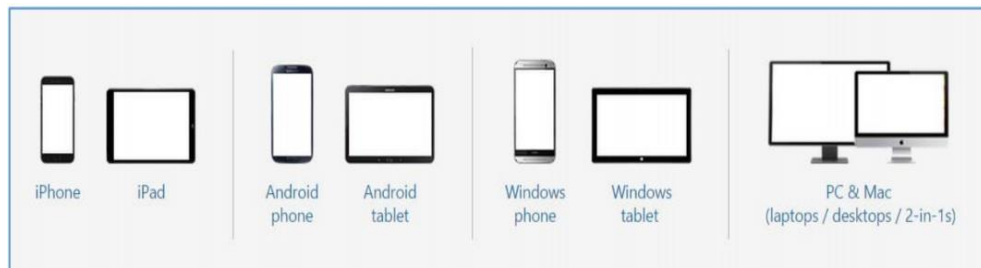 iPhone
iPad
Android
phone
Android
tablet
Windows
phone
Windows
tablet
PC & Mac
(laptops / desktops / 2-in-1s)